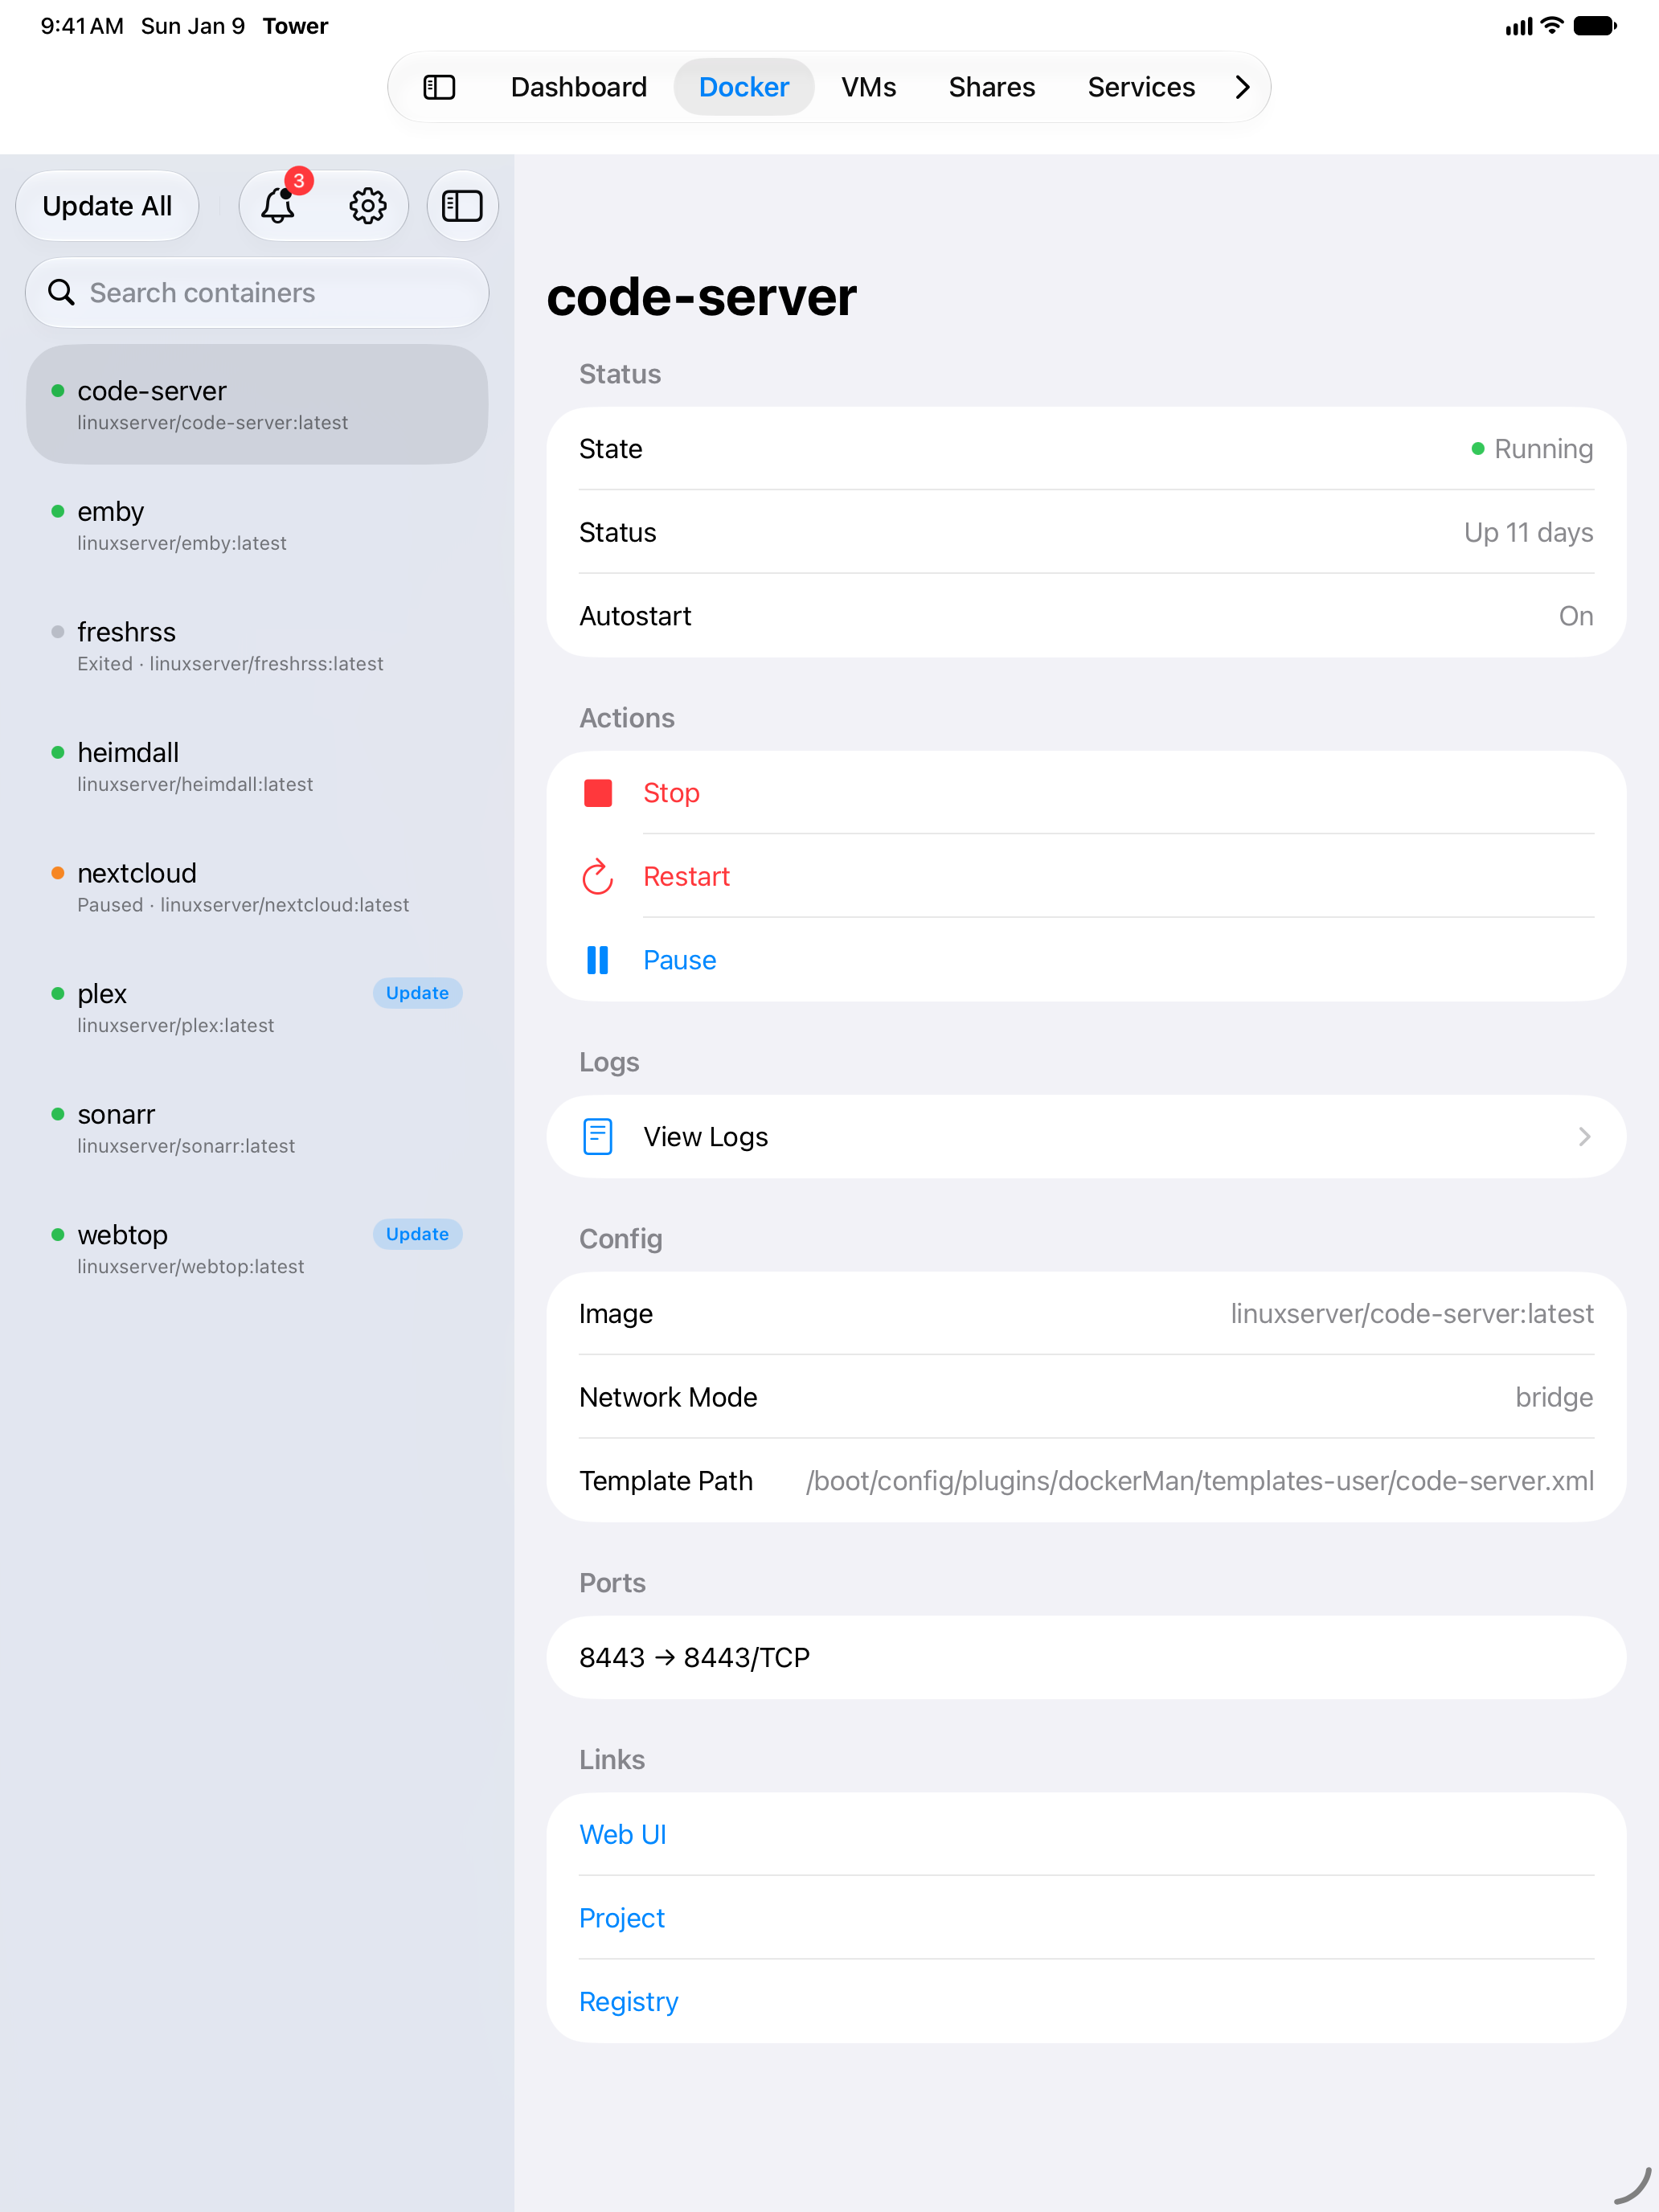 9:41 AM Sun Jan 9 Tower
Dashboard Docker VMs Shares Services
Update All 3
Search containers
code-server
linuxserver/code-server:latest
emby
linuxserver/emby:latest
freshrss
Exited · linuxserver/freshrss:latest
heimdall
linuxserver/heimdall:latest
nextcloud
Paused · linuxserver/nextcloud:latest
plex Update
linuxserver/plex:latest
sonarr
linuxserver/sonarr:latest
webtop Update
linuxserver/webtop:latest
code-server
Status
State Running
Status Up 11 days
Autostart On
Actions
Stop
Restart
Pause
Logs
View Logs
Config
Image linuxserver/code-server:latest
Network Mode bridge
Template Path /boot/config/plugins/dockerMan/templates-user/code-server.xml
Ports
8443 → 8443/TCP
Links
Web UI
Project
Registry